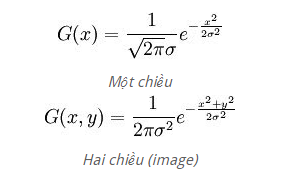 G(x) = \frac{1}{\sqrt{2\pi}\sigma} e^{-\frac{x^2}{2\sigma^2}}
Một chiều
G(x, y) = \frac{1}{2\pi\sigma^2} e^{-\frac{x^2+y^2}{2\sigma^2}}
Hai chiều (image)